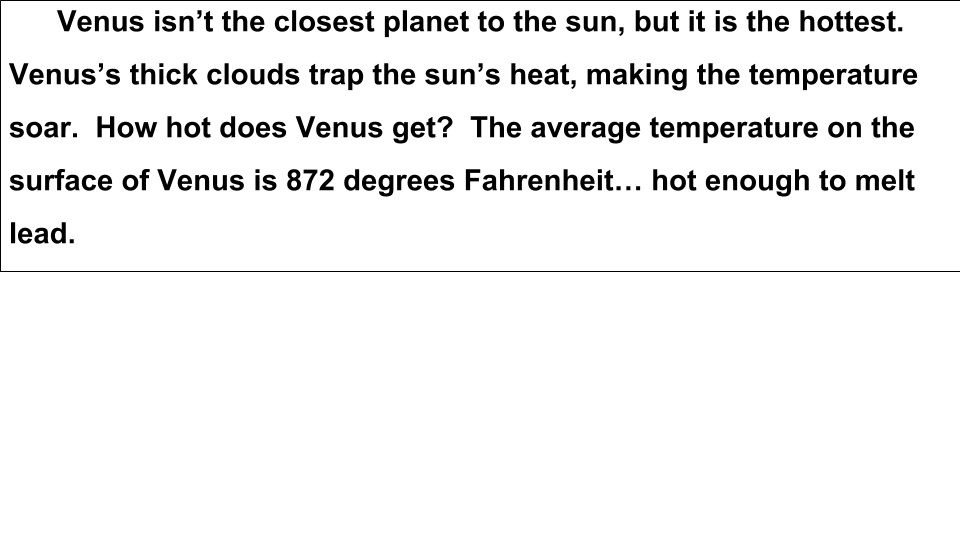 Venus isn’t the closest planet to the sun, but it is the hottest.
Venus’s thick clouds trap the sun’s heat, making the temperature
soar.  How hot does Venus get?  The average temperature on the
surface of Venus is 872 degrees Fahrenheit… hot enough to melt
lead.